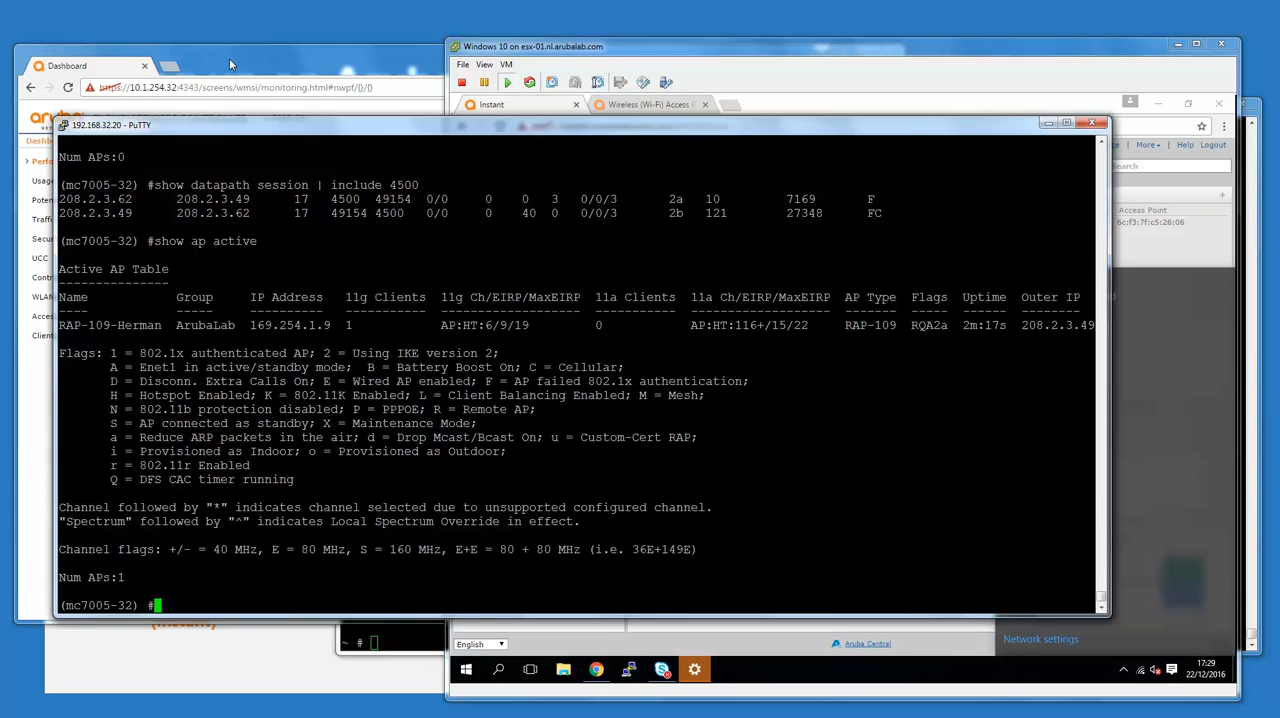 Windows 10 on esx-01.nl.arubalab.com
File View VM
Dashboard
https://10.1.254.32:4343/screens/wmsi/monitoring.html#nwpf/{}/{}
Instant
Wireless (Wi-Fi) Access P
192.168.32.20 - PuTTY
More
Help
Logout
Search
Access Point
6c:f3:7f:c5:26:06
Num APs:0
(mc7005-32) #show datapath session | include 4500
208.2.3.62 208.2.3.49 17 4500 49154 0/0 0 0 3 0/0/3 2a 10 7169 F
208.2.3.49 208.2.3.62 17 49154 4500 0/0 0 40 0 0/0/3 2b 121 27348 FC
(mc7005-32) #show ap active
Active AP Table
---------------
Name Group IP Address 11g Clients 11g Ch/EIRP/MaxEIRP 11a Clients 11a Ch/EIRP/MaxEIRP AP Type Flags Uptime Outer IP
RAP-109-Herman ArubaLab 169.254.1.9 1 AP:HT:6/9/19 0 AP:HT:116+/15/22 RAP-109 RQA2a 2m:17s 208.2.3.49
Flags: 1 = 802.1x authenticated AP; 2 = Using IKE version 2;
A = Enet1 in active/standby mode; B = Battery Boost On; C = Cellular;
D = Disconn. Extra Calls On; E = Wired AP enabled; F = AP failed 802.1x authentication;
H = Hotspot Enabled; K = 802.11K Enabled; L = Client Balancing Enabled; M = Mesh;
N = 802.11b protection disabled; P = PPPOE; R = Remote AP;
S = AP connected as standby; X = Maintenance Mode;
a = Reduce ARP packets in the air; d = Drop Mcast/Bcast On; u = Custom-Cert RAP;
i = Provisioned as Indoor; o = Provisioned as Outdoor;
r = 802.11r Enabled
Q = DFS CAC timer running
Channel followed by "*" indicates channel selected due to unsupported configured channel.
"Spectrum" followed by "^" indicates Local Spectrum Override in effect.
Channel flags: +/- = 40 MHz, E = 80 MHz, S = 160 MHz, E+E = 80 + 80 MHz (i.e. 36E+149E)
Num APs:1
(mc7005-32) #
~ #
English
Aruba Central
Network settings
17:29
22/12/2016